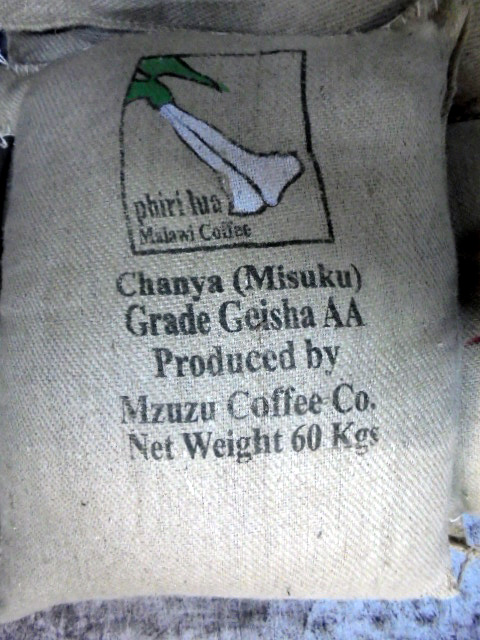 phiri lua
Malawi Coffee
Chanya (Misuku)
Grade Geisha AA
Produced by
Mzuzu Coffee Co.
Net Weight 60 Kgs